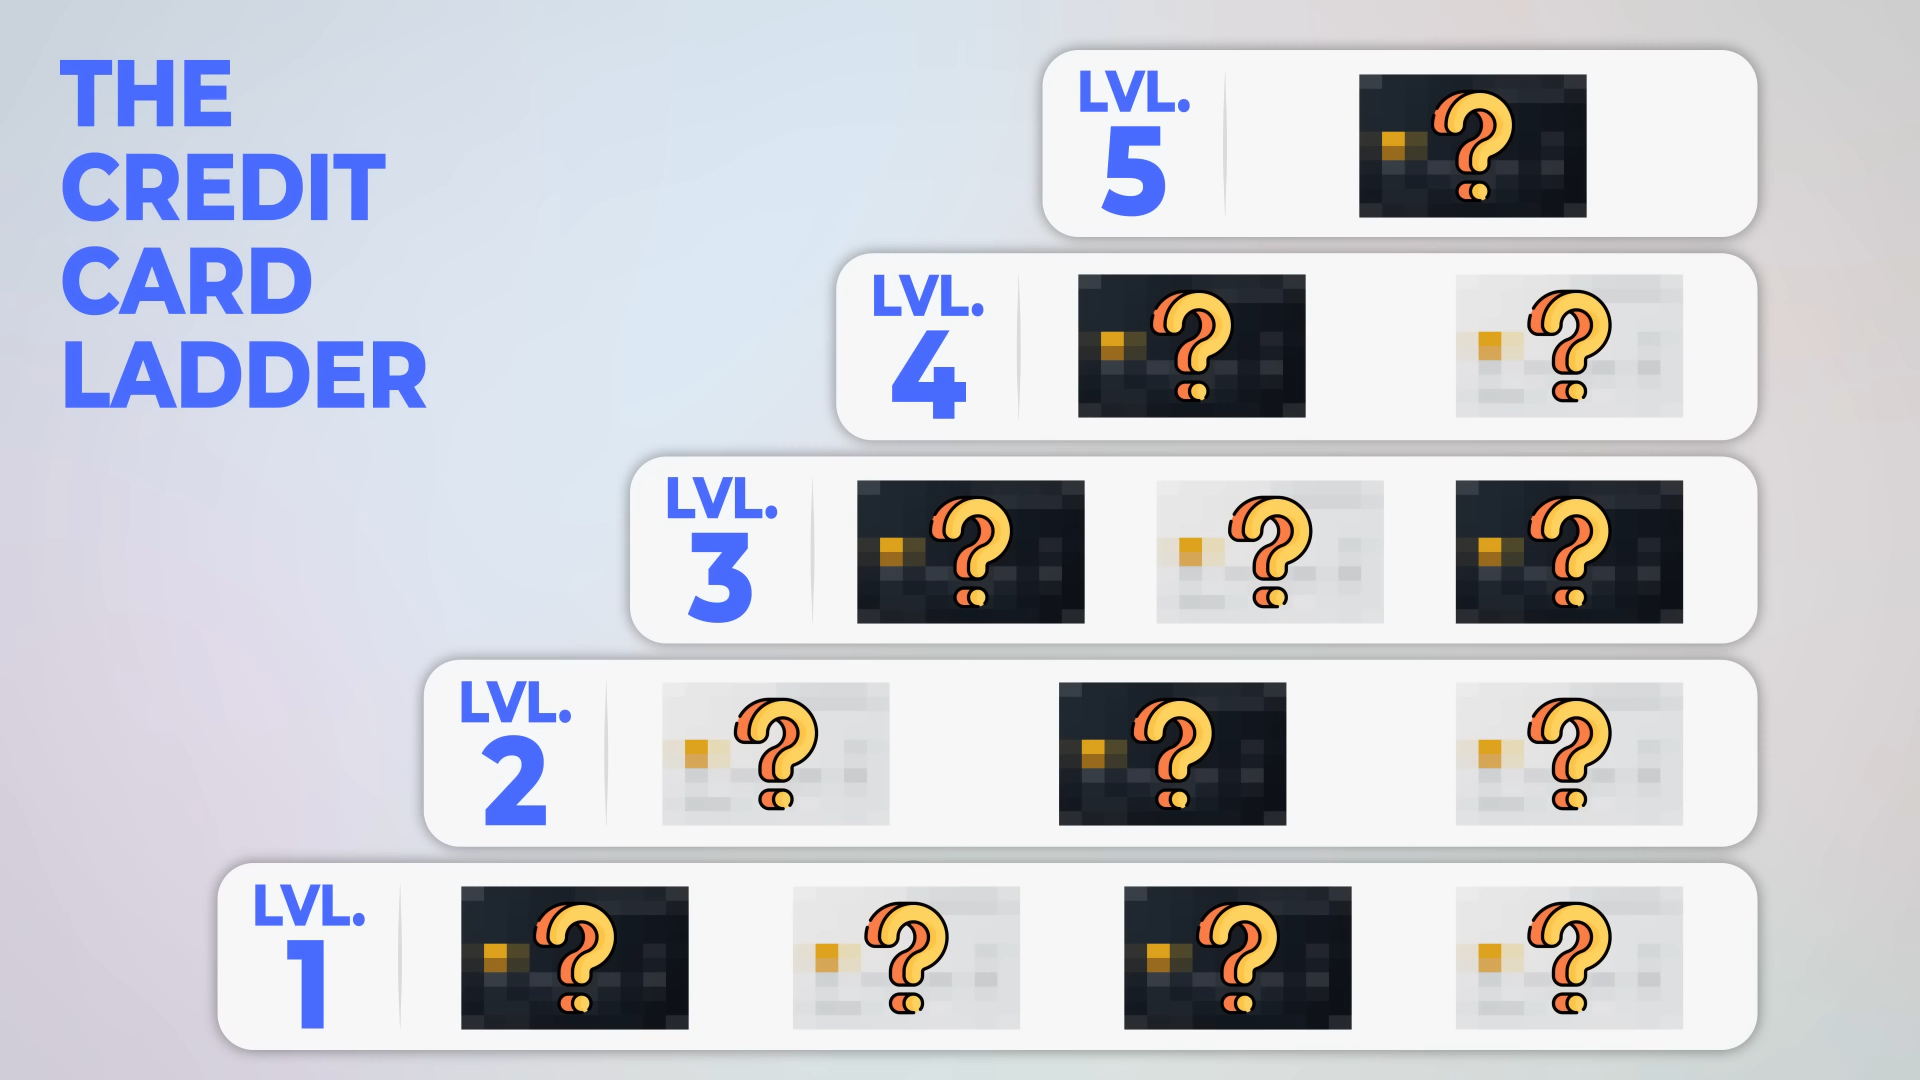 THE
CREDIT
CARD
LADDER
LVL.
5
LVL.
4
LVL.
3
LVL.
2
LVL.
1